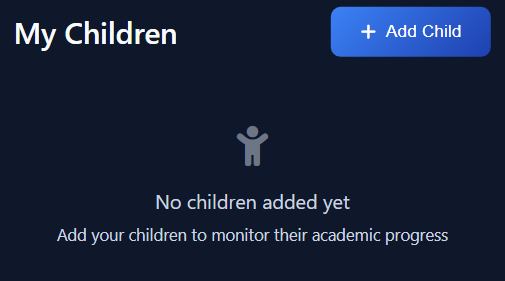 My Children
+ Add Child
No children added yet
Add your children to monitor their academic progress